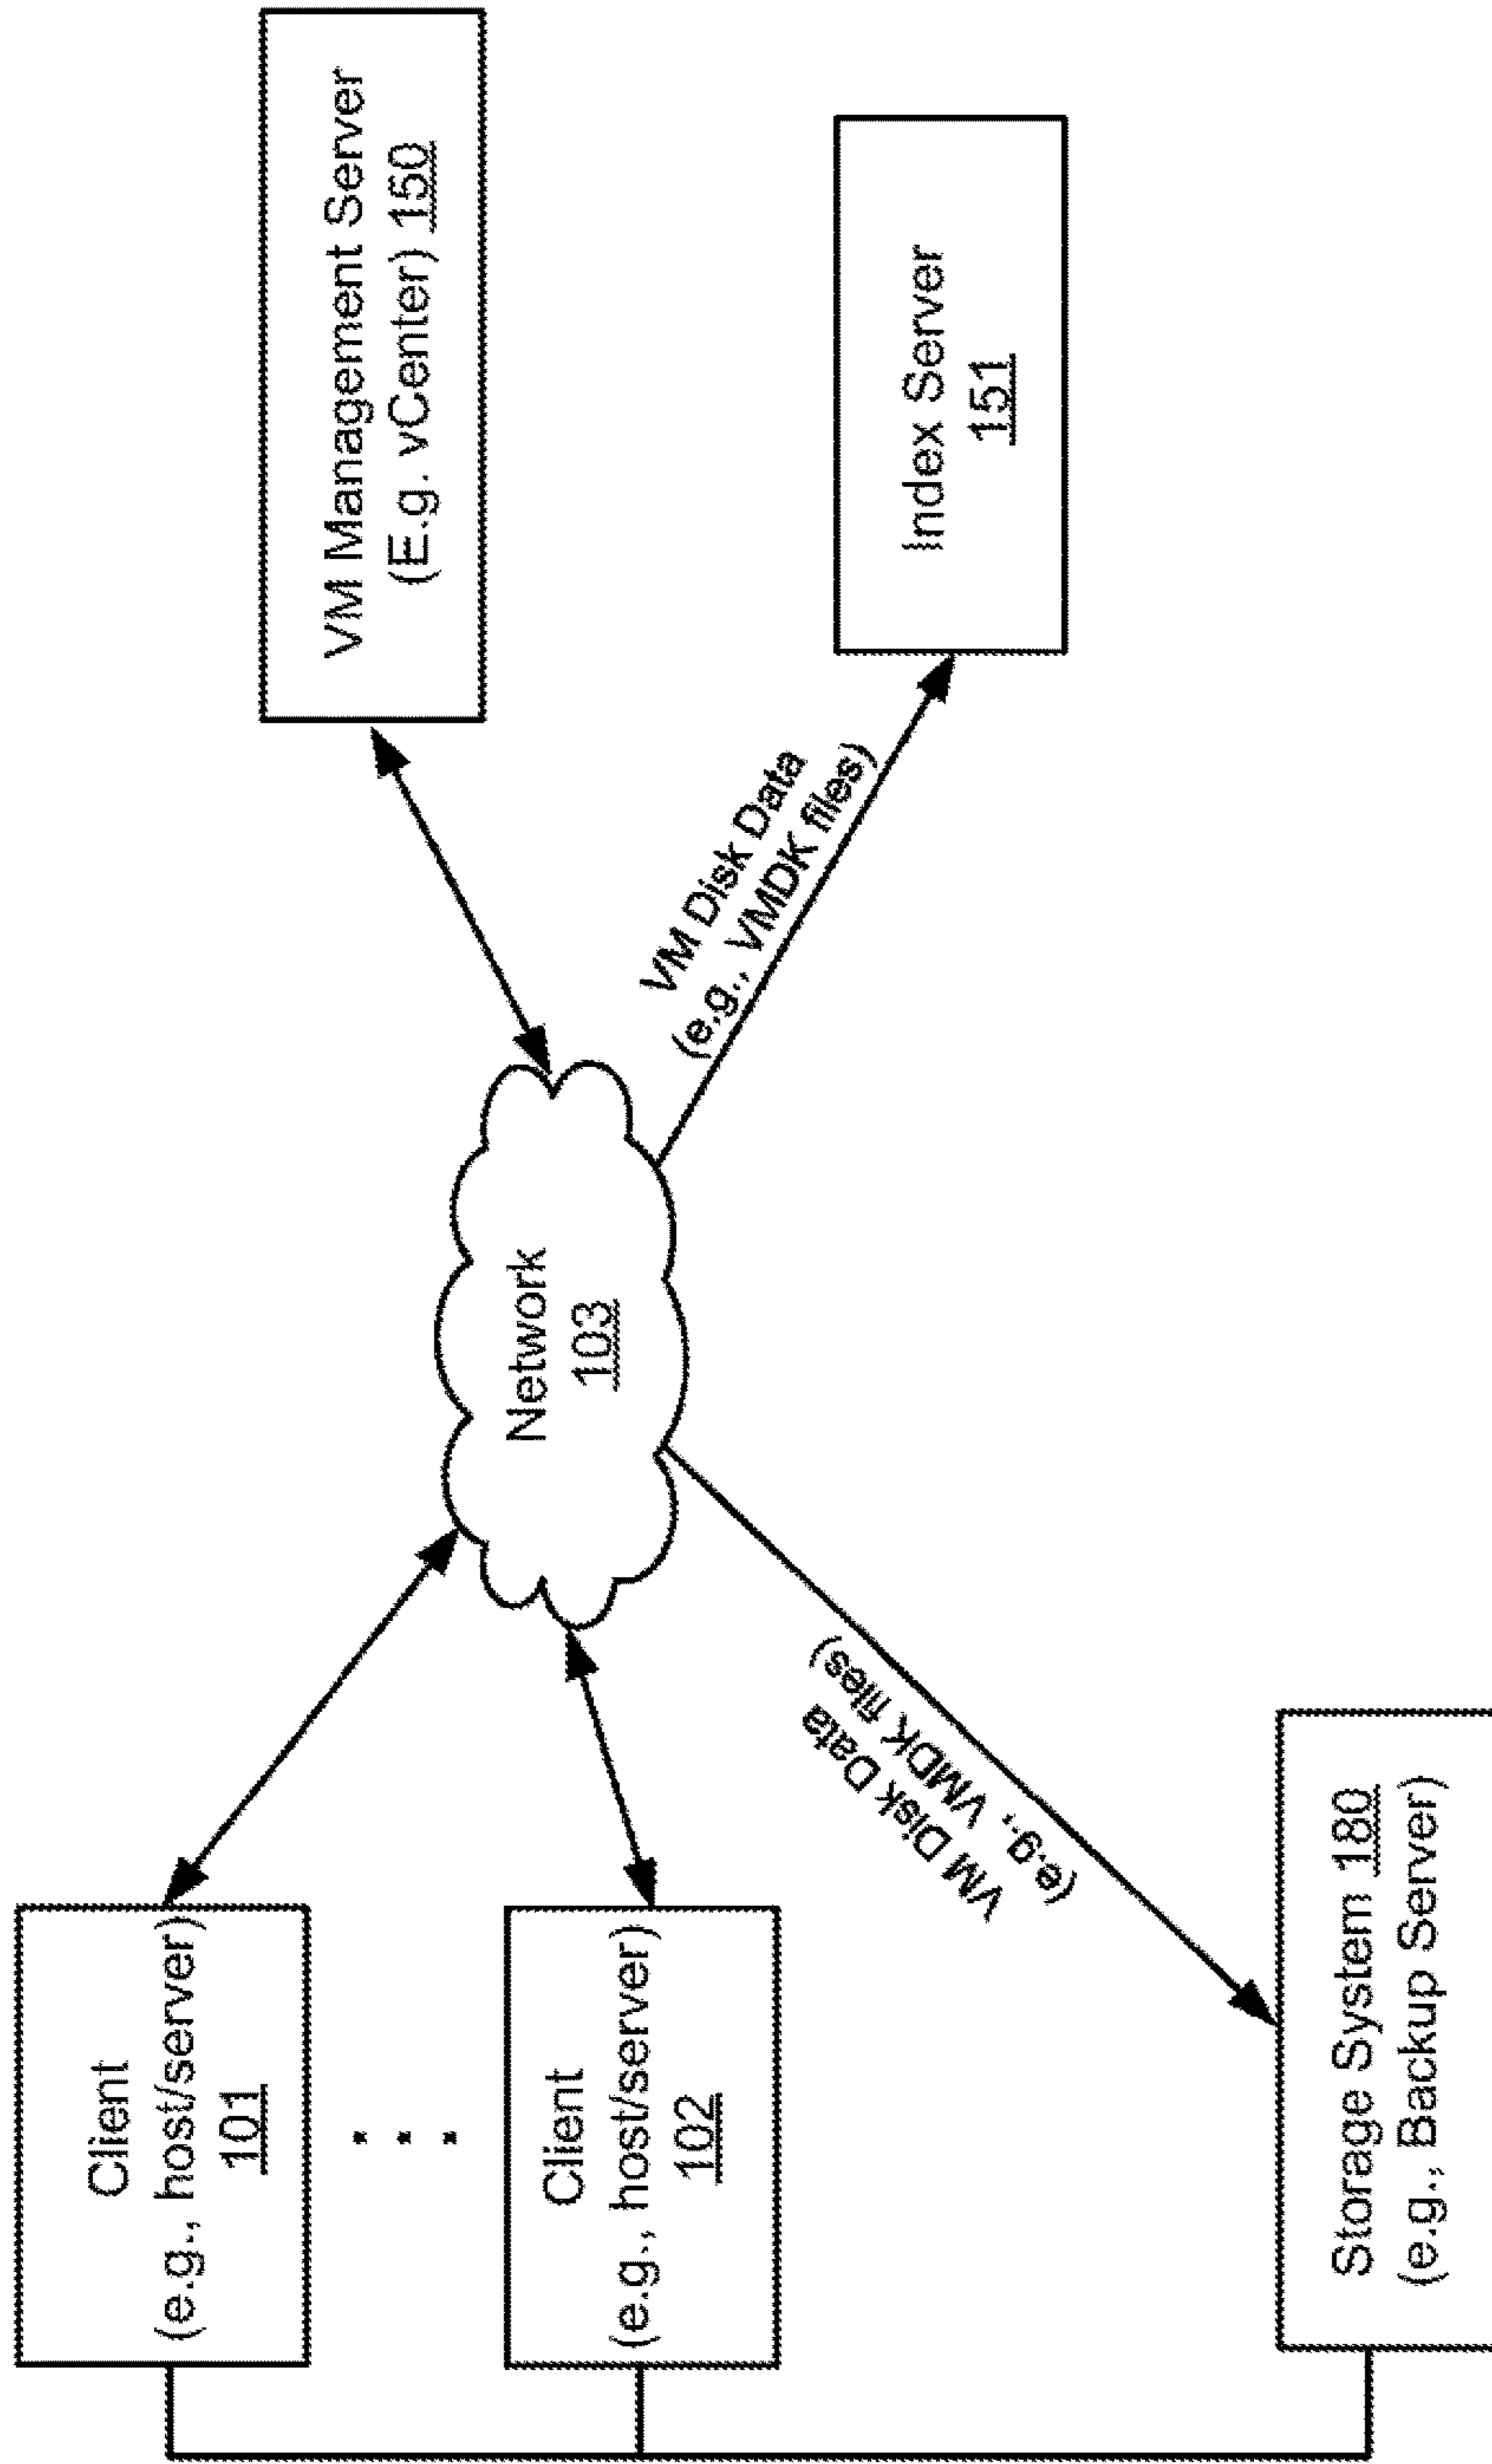 Client
(e.g., host/server)
101
Client
(e.g., host/server)
102
Network
103
VM Management Server
(E.g. vCenter) 150
VM Disk Data
(e.g., VMDK files)
Index Server
151
VM Disk Data
(e.g., VMDK files)
Storage System 180
(e.g., Backup Server)